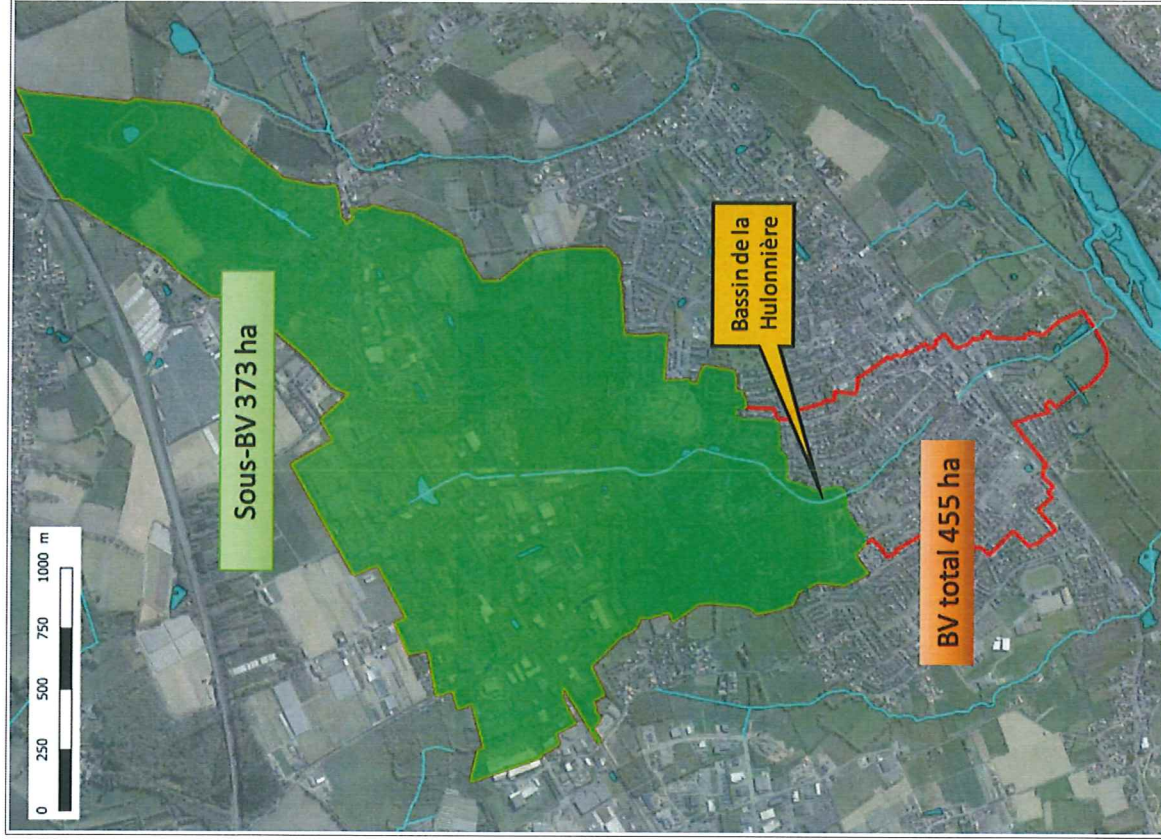 0 250 500 750 1000 m
Sous-BV 373 ha
Bassin de la
Hulonnière
BV total 455 ha